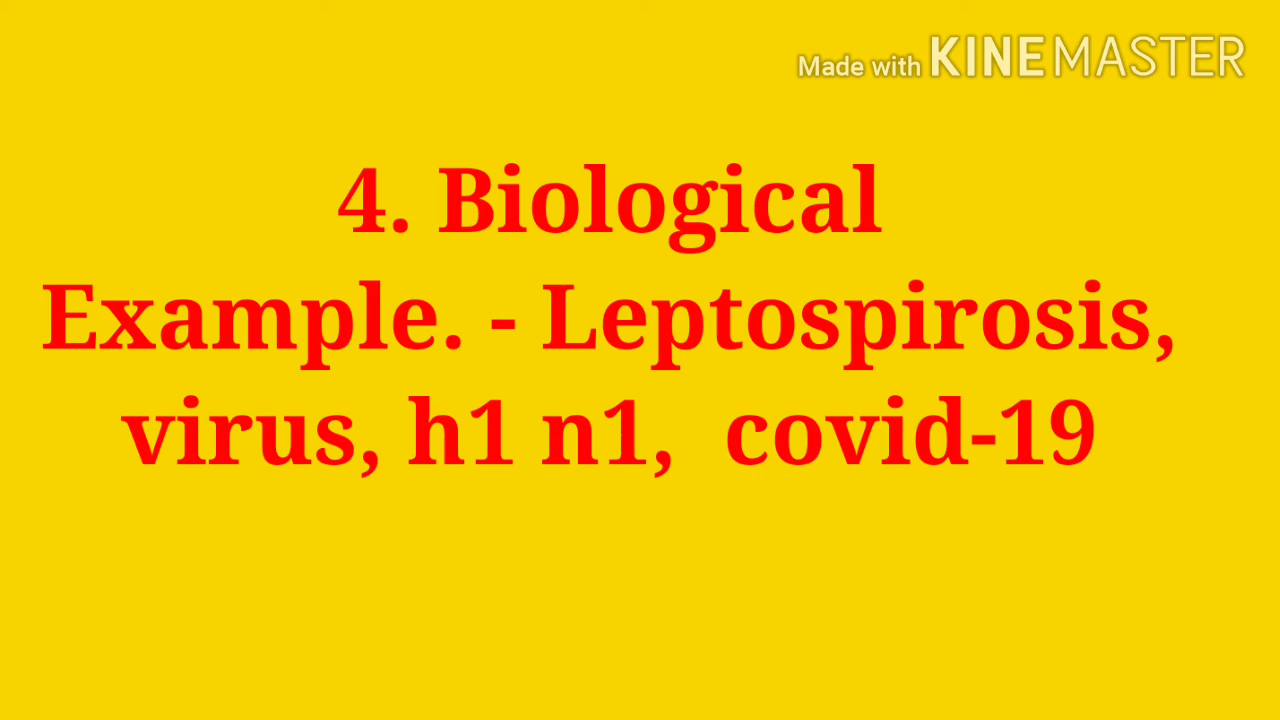 Made with KINEMASTER
4. Biological
Example. - Leptospirosis,
virus, h1 n1,  covid-19